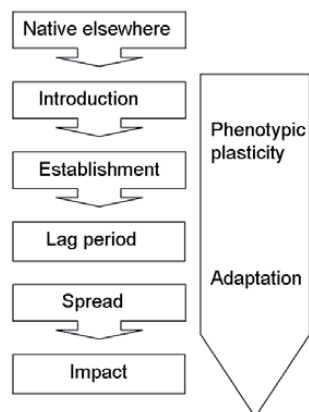 Native elsewhere
Introduction
Establishment
Lag period
Spread
Impact
Phenotypic
plasticity
Adaptation